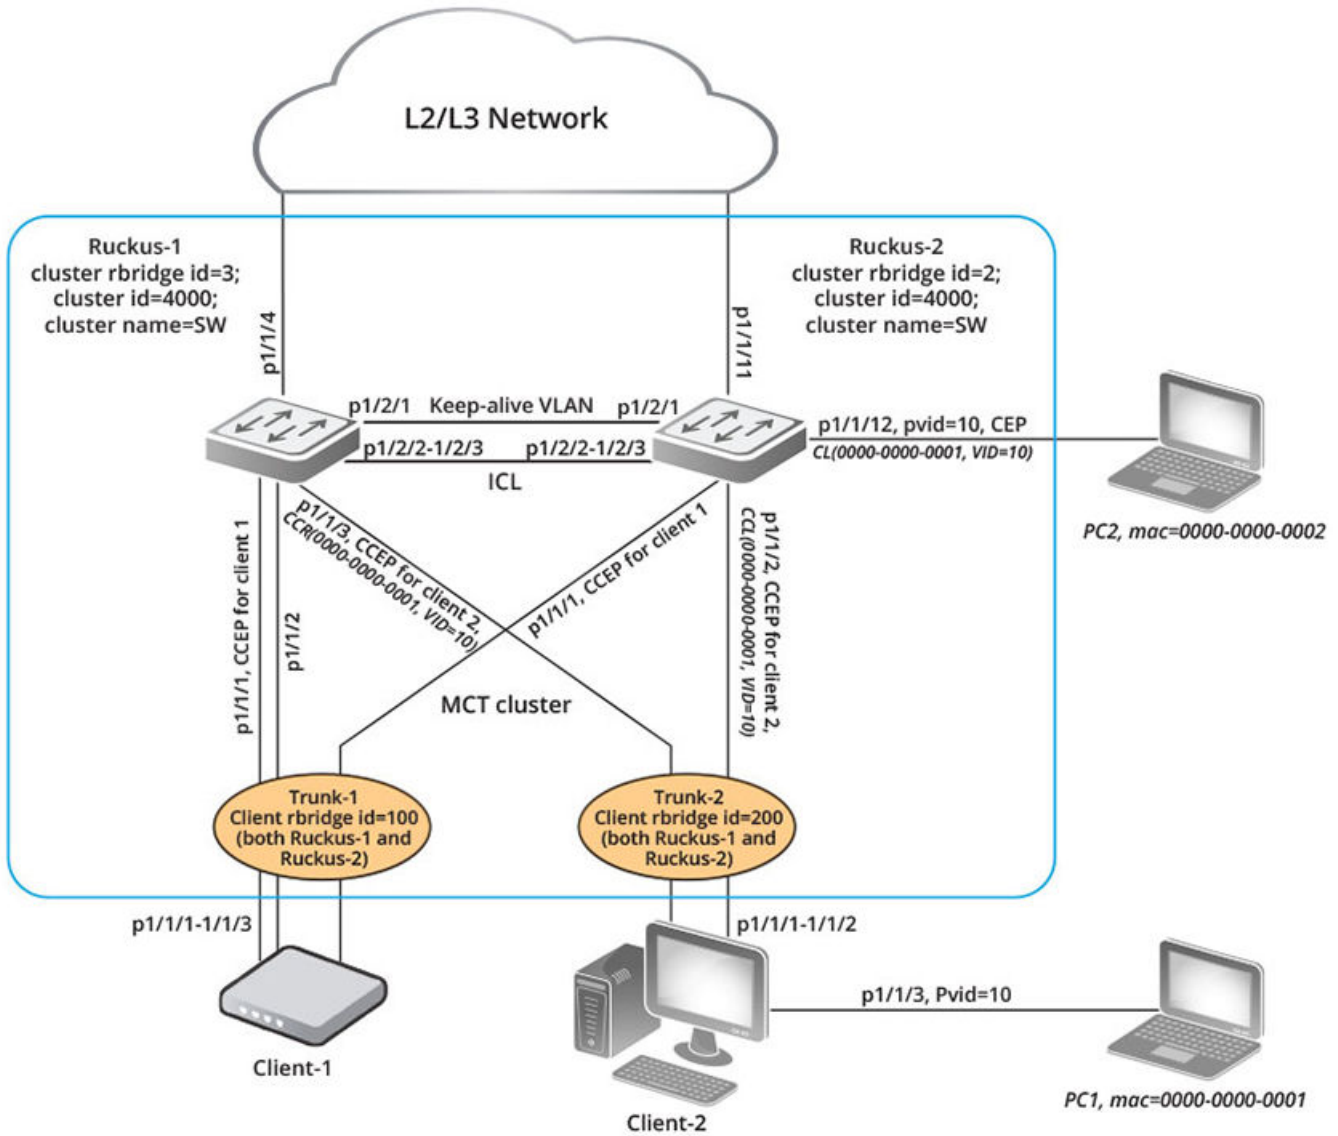 L2/L3 Network
Ruckus-1
cluster rbridge id=3;
cluster id=4000;
cluster name=SW
Ruckus-2
cluster rbridge id=2;
cluster id=4000;
cluster name=SW
p1/1/4
p1/1/11
p1/2/1
Keep-alive VLAN
p1/2/1
p1/2/2-1/2/3
p1/2/2-1/2/3
ICL
p1/1/12, pvid=10, CEP
CL(0000-0000-0001, VID=10)
PC2, mac=0000-0000-0002
p1/1/1, CCEP for client 1
p1/1/2
p1/1/3, CCEP for client 2,
CCR(0000-0000-0001, VID=10)
p1/1/1, CCEP for client 1
p1/1/2, CCEP for client 2,
CCL(0000-0000-0001, VID=10)
MCT cluster
Trunk-1
Client rbridge id=100
(both Ruckus-1 and
Ruckus-2)
Trunk-2
Client rbridge id=200
(both Ruckus-1 and
Ruckus-2)
p1/1/1-1/1/3
p1/1/1-1/1/2
p1/1/3, Pvid=10
Client-1
Client-2
PC1, mac=0000-0000-0001